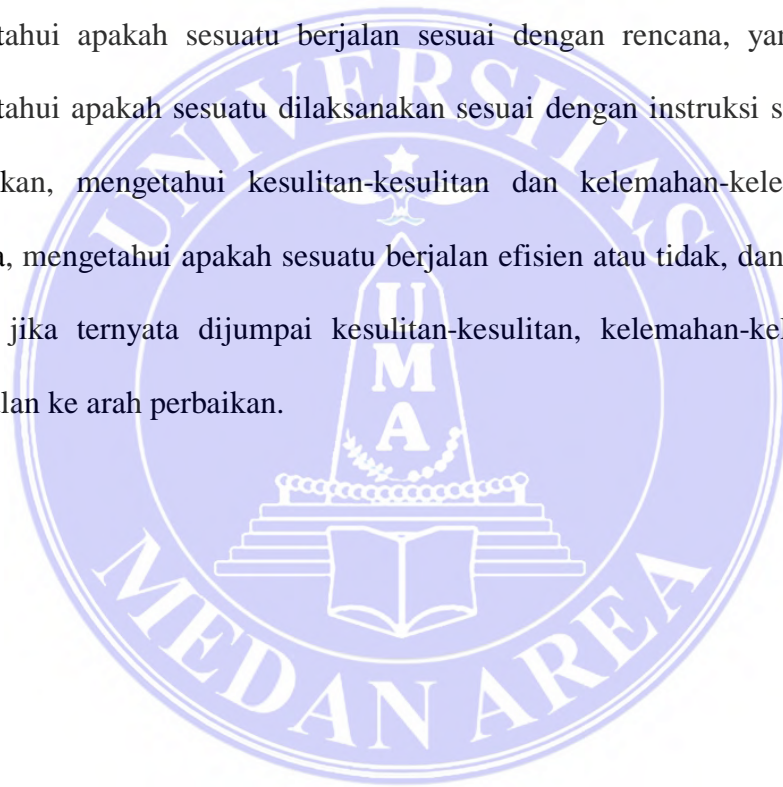 tahui apakah sesuatu berjalan sesuai dengan rencana, yan
tahui apakah sesuatu dilaksanakan sesuai dengan instruksi s
kan, mengetahui kesulitan-kesulitan dan kelemahan-kele
a, mengetahui apakah sesuatu berjalan efisien atau tidak, dan
jika ternyata dijumpai kesulitan-kesulitan, kelemahan-kel
lan ke arah perbaikan.
UNIVERSITAS
U
M
A
MEDAN AREA